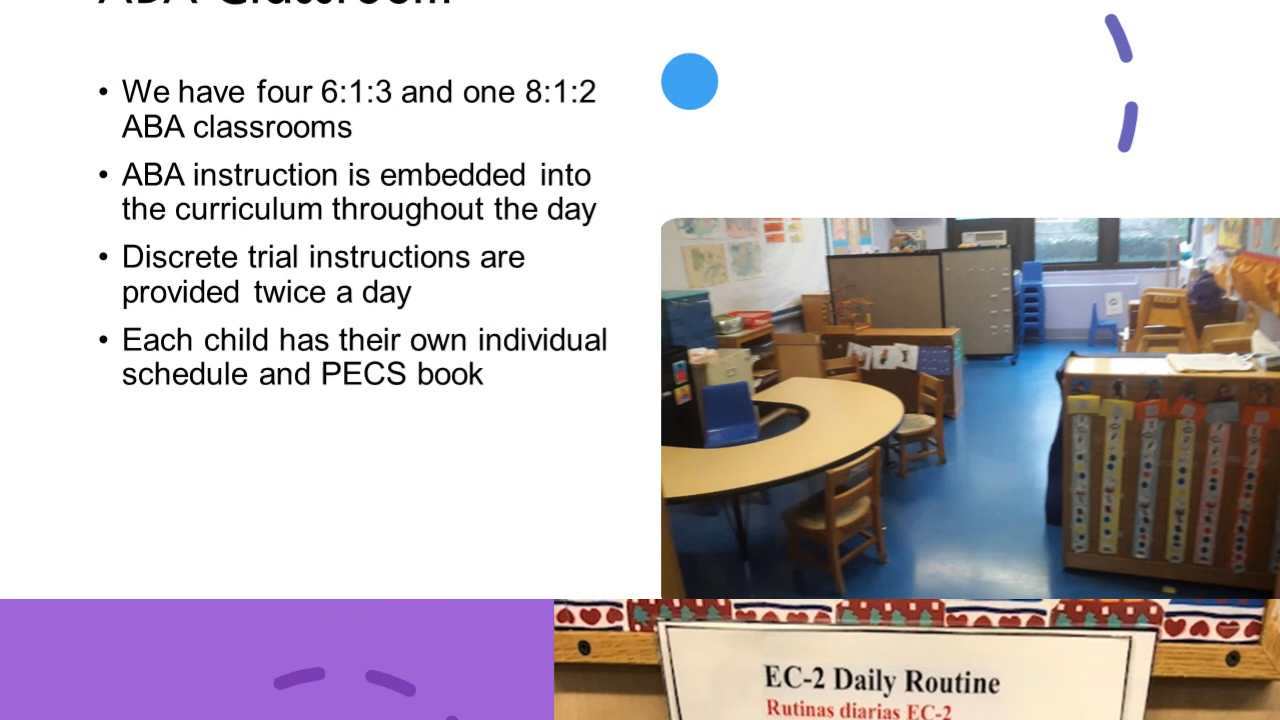 ABA Classroom
• We have four 6:1:3 and one 8:1:2
ABA classrooms
• ABA instruction is embedded into
the curriculum throughout the day
• Discrete trial instructions are
provided twice a day
• Each child has their own individual
schedule and PECS book
EC-2 Daily Routine
Rutinas diarias EC-2